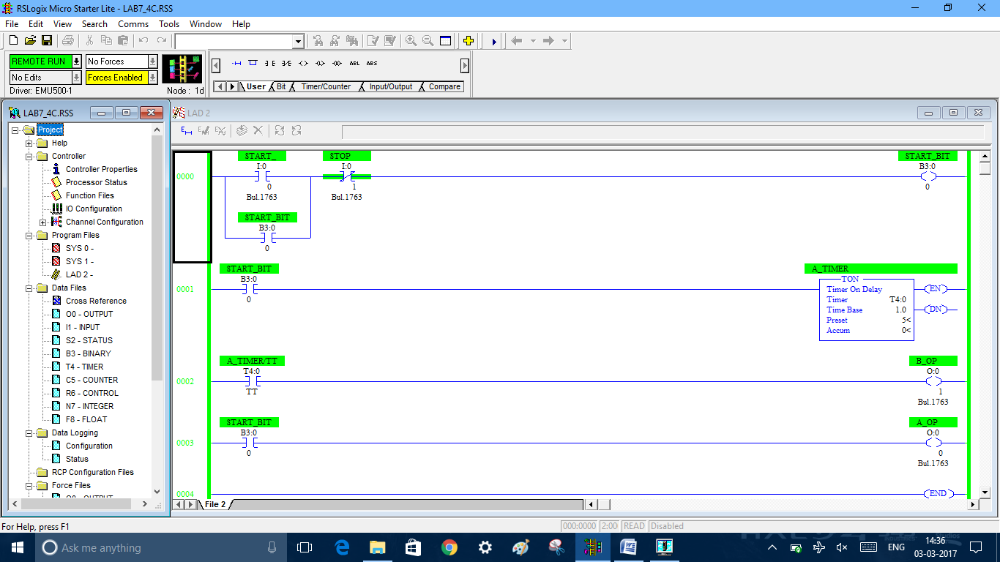 RSLogix Micro Starter Lite - LAB7_4C.RSS
File Edit View Search Comms Tools Window Help
REMOTE RUN No Forces
No Edits Forces Enabled
Driver: EMU500-1 Node : 1d
ABL ABS
User Bit Timer/Counter Input/Output Compare
LAB7_4C.RSS
Project
Help
Controller
Controller Properties
Processor Status
Function Files
IO Configuration
Channel Configuration
Program Files
SYS 0 -
SYS 1 -
LAD 2 -
Data Files
Cross Reference
O0 - OUTPUT
I1 - INPUT
S2 - STATUS
B3 - BINARY
T4 - TIMER
C5 - COUNTER
R6 - CONTROL
N7 - INTEGER
F8 - FLOAT
Data Logging
Configuration
Status
RCP Configuration Files
Force Files
O0 - OUTPUT
LAD 2
START_ STOP START_BIT
I:0 I:0 B3:0
0000
0 1 0
Bul.1763 Bul.1763
START_BIT
B3:0
0
START_BIT A_TIMER
B3:0 TON
0001 Timer On Delay EN
0 Timer T4:0
Time Base 1.0 DN
Preset 5<
Accum 0<
A_TIMER/TT B_OP
T4:0 O:0
0002
TT 1
Bul.1763
START_BIT A_OP
B3:0 O:0
0003
0 0
Bul.1763
0004 END
File 2
For Help, press F1 000:0000 2:00 READ Disabled
Ask me anything ENG 14:36
03-03-2017